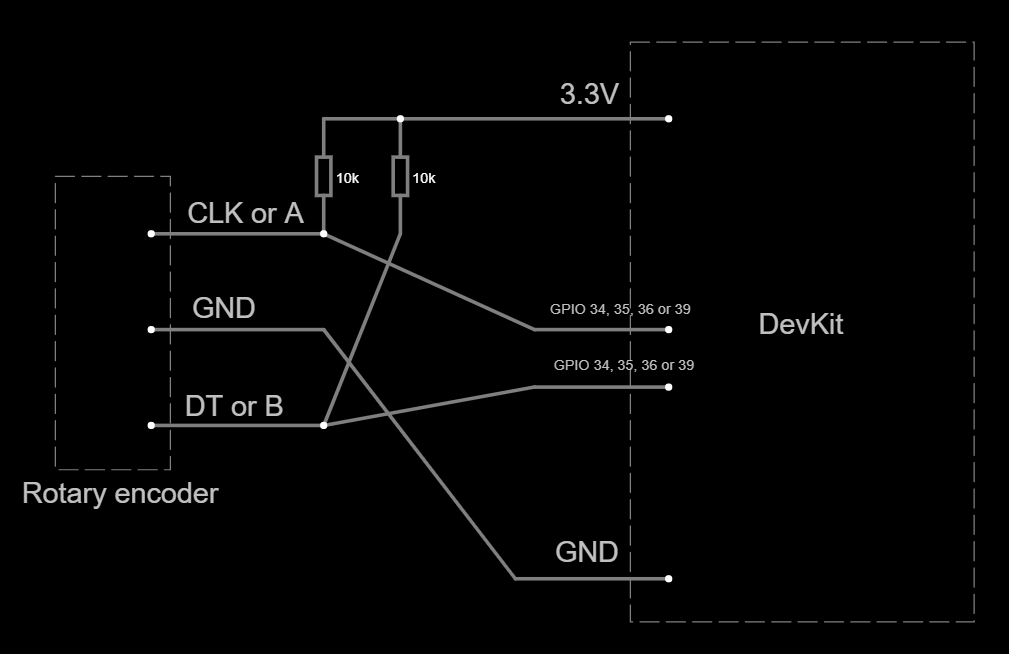 3.3V
10k
10k
CLK or A
GND
GPIO 34, 35, 36 or 39
DevKit
GPIO 34, 35, 36 or 39
DT or B
Rotary encoder
GND